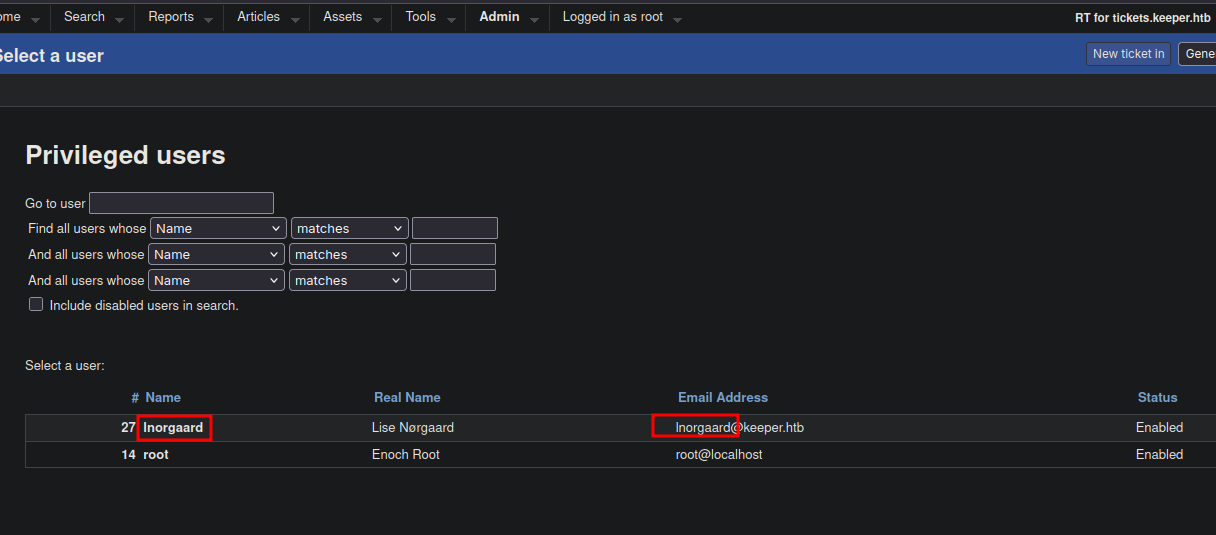 ome Search Reports Articles Assets Tools Admin Logged in as root RT for tickets.keeper.htb
Select a user New ticket in Gene
Privileged users
Go to user
Find all users whose Name matches
And all users whose Name matches
And all users whose Name matches
Include disabled users in search.
Select a user:
# Name Real Name Email Address Status
27 lnorgaard Lise Nørgaard lnorgaard@keeper.htb Enabled
14 root Enoch Root root@localhost Enabled